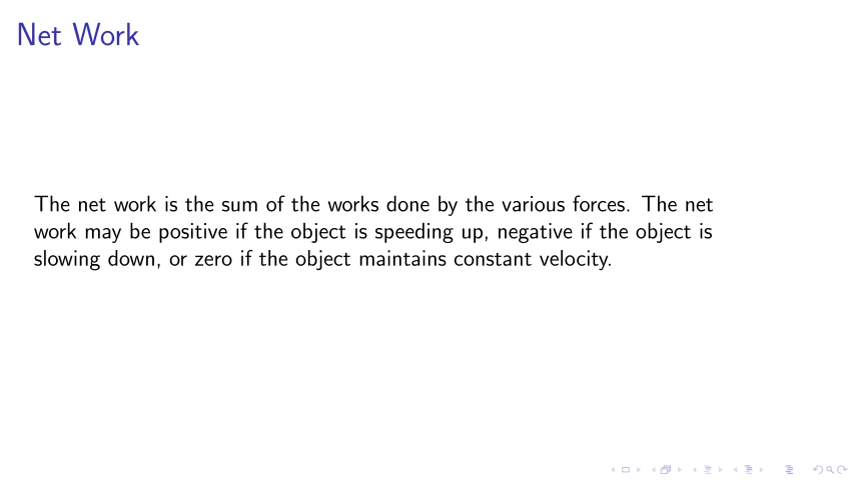 Net Work
The net work is the sum of the works done by the various forces. The net
work may be positive if the object is speeding up, negative if the object is
slowing down, or zero if the object maintains constant velocity.